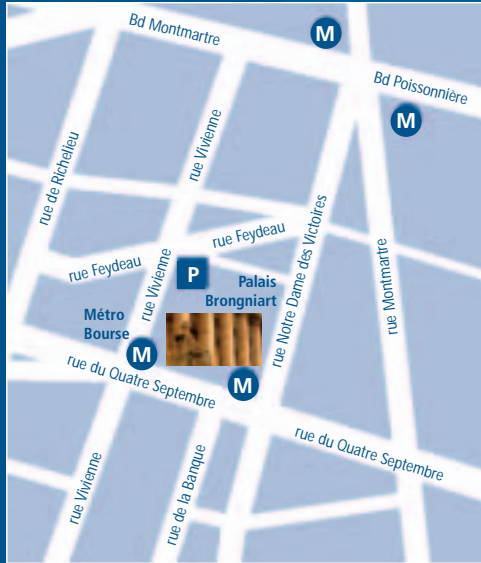 Bd Montmartre
M
Bd Poissonnière
M
rue Vivienne
rue de Richelieu
rue Feydeau
rue Notre Dame des Victoires
rue Feydeau
rue Vivienne
P
Palais
Brongniart
rue Montmartre
Métro
Bourse
M
M
rue du Quatre Septembre
rue du Quatre Septembre
rue Vivienne
rue de la Banque